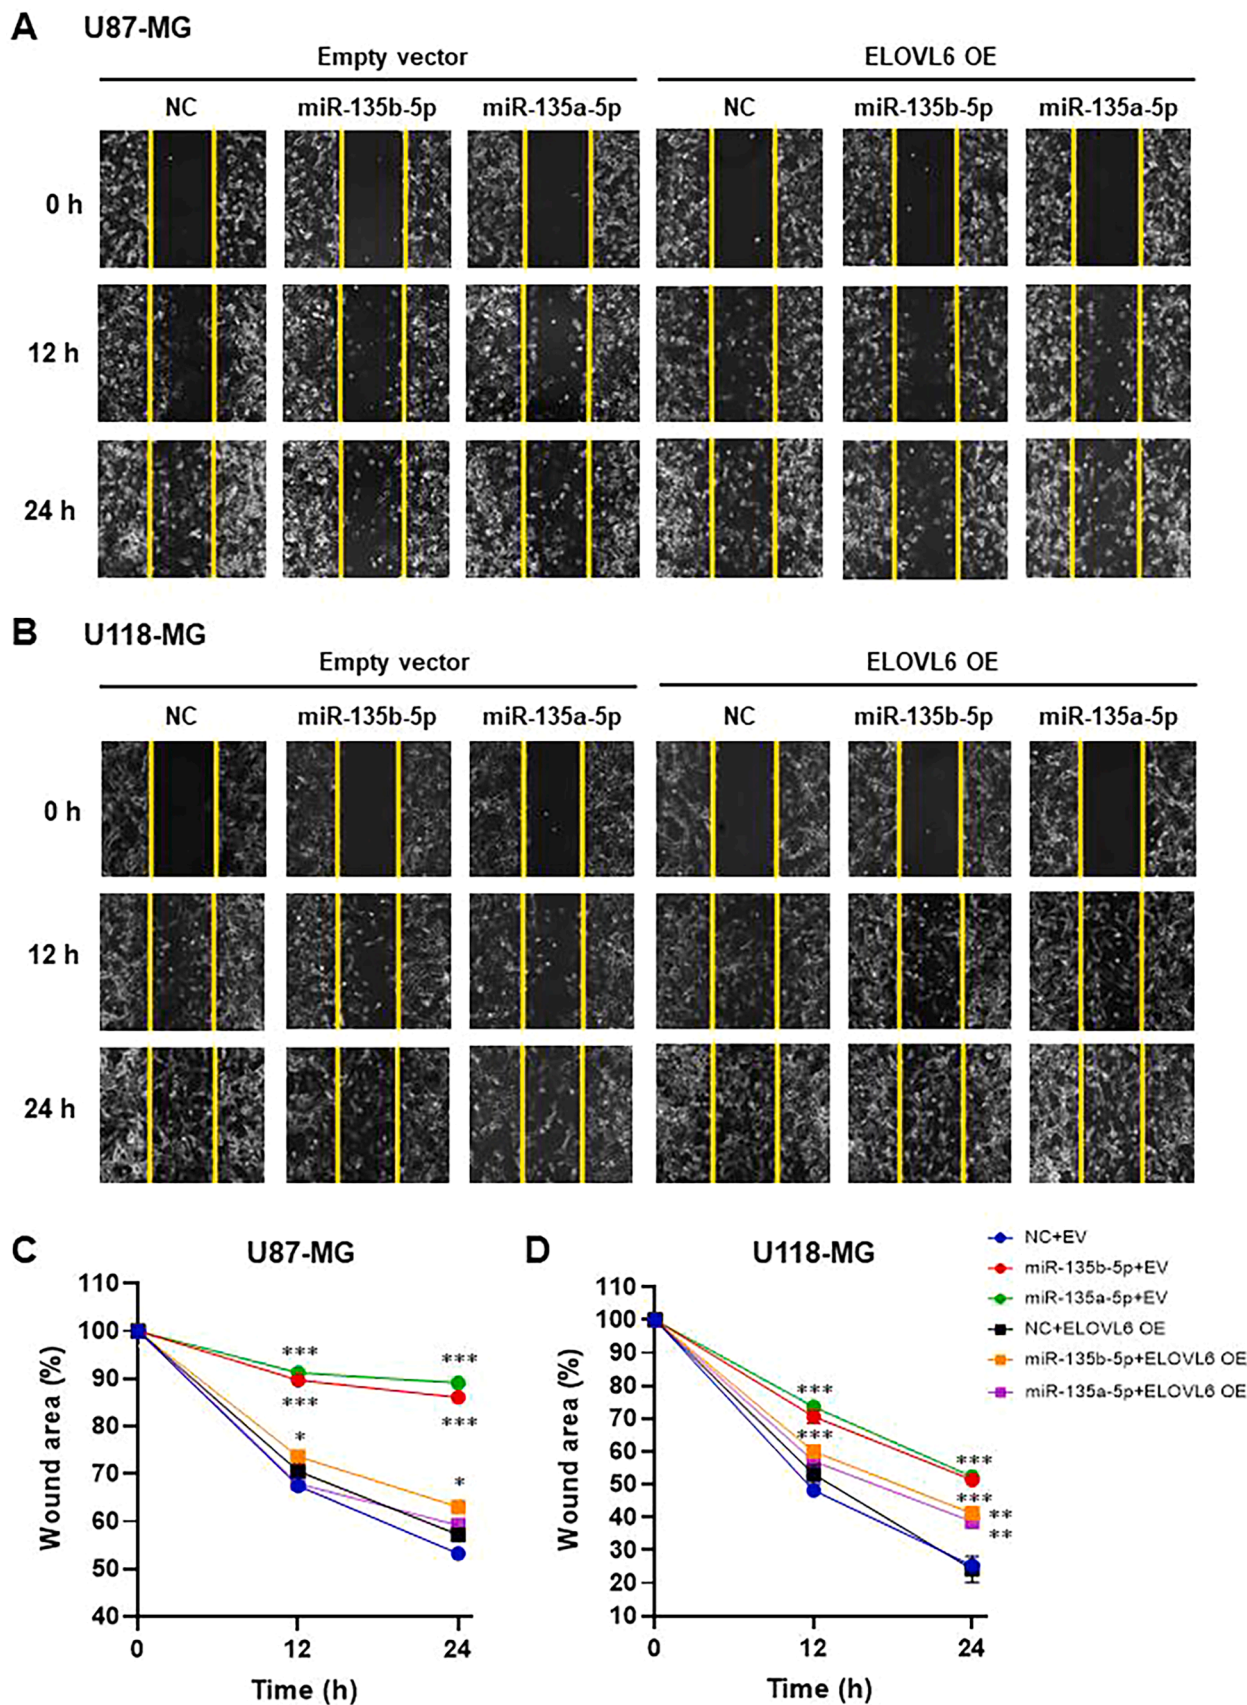 A U87-MG
Empty vector ELOVL6 OE
NC miR-135b-5p miR-135a-5p NC miR-135b-5p miR-135a-5p
0 h
12 h
24 h
B U118-MG
Empty vector ELOVL6 OE
NC miR-135b-5p miR-135a-5p NC miR-135b-5p miR-135a-5p
0 h
12 h
24 h
C U87-MG
110
100
90
80
70
60
50
40
Wound area (%)
0 12 24
Time (h)
***
***
***
***
*
*
D U118-MG
110
100
90
80
70
60
50
40
30
20
10
Wound area (%)
0 12 24
Time (h)
***
***
***
***
**
**
NC+EV
miR-135b-5p+EV
miR-135a-5p+EV
NC+ELOVL6 OE
miR-135b-5p+ELOVL6 OE
miR-135a-5p+ELOVL6 OE